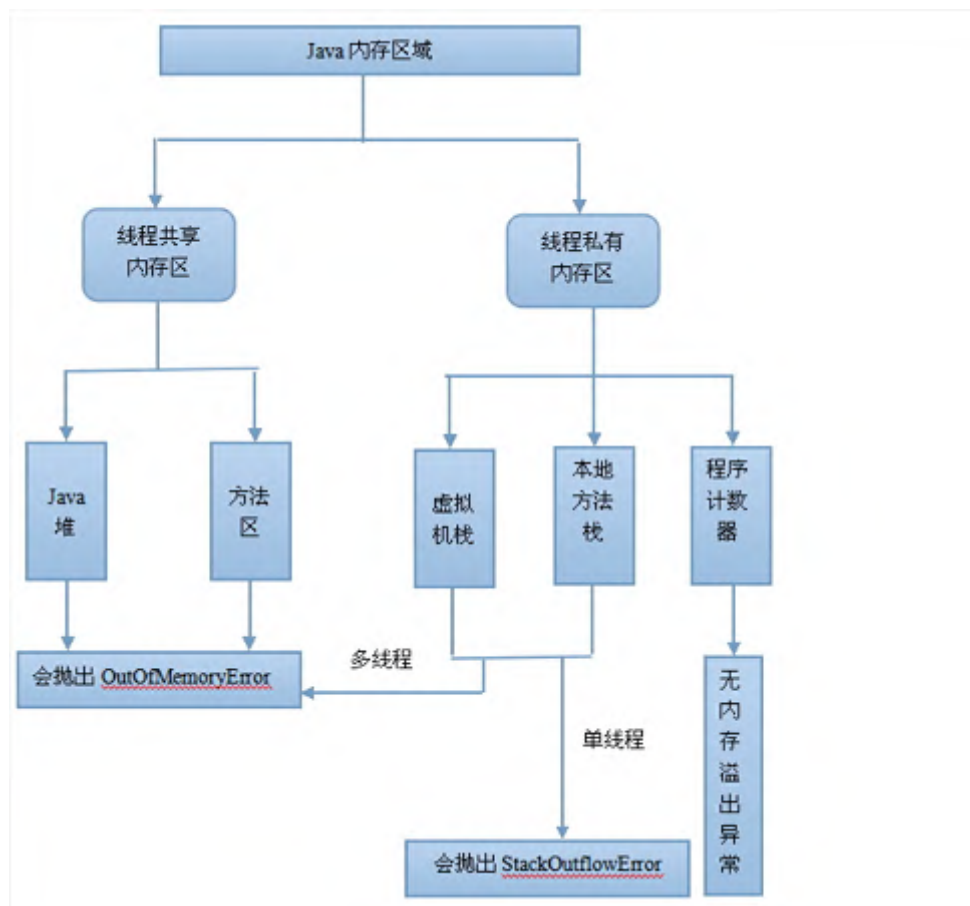 Java 内存区域
线程共享
内存区
线程私有
内存区
Java
堆
方法
区
虚拟
机栈
本地
方法
栈
程序
计数
器
会抛出 OutOfMemoryError
多线程
单线程
无
内
存
溢
出
异
常
会抛出 StackOutflowError